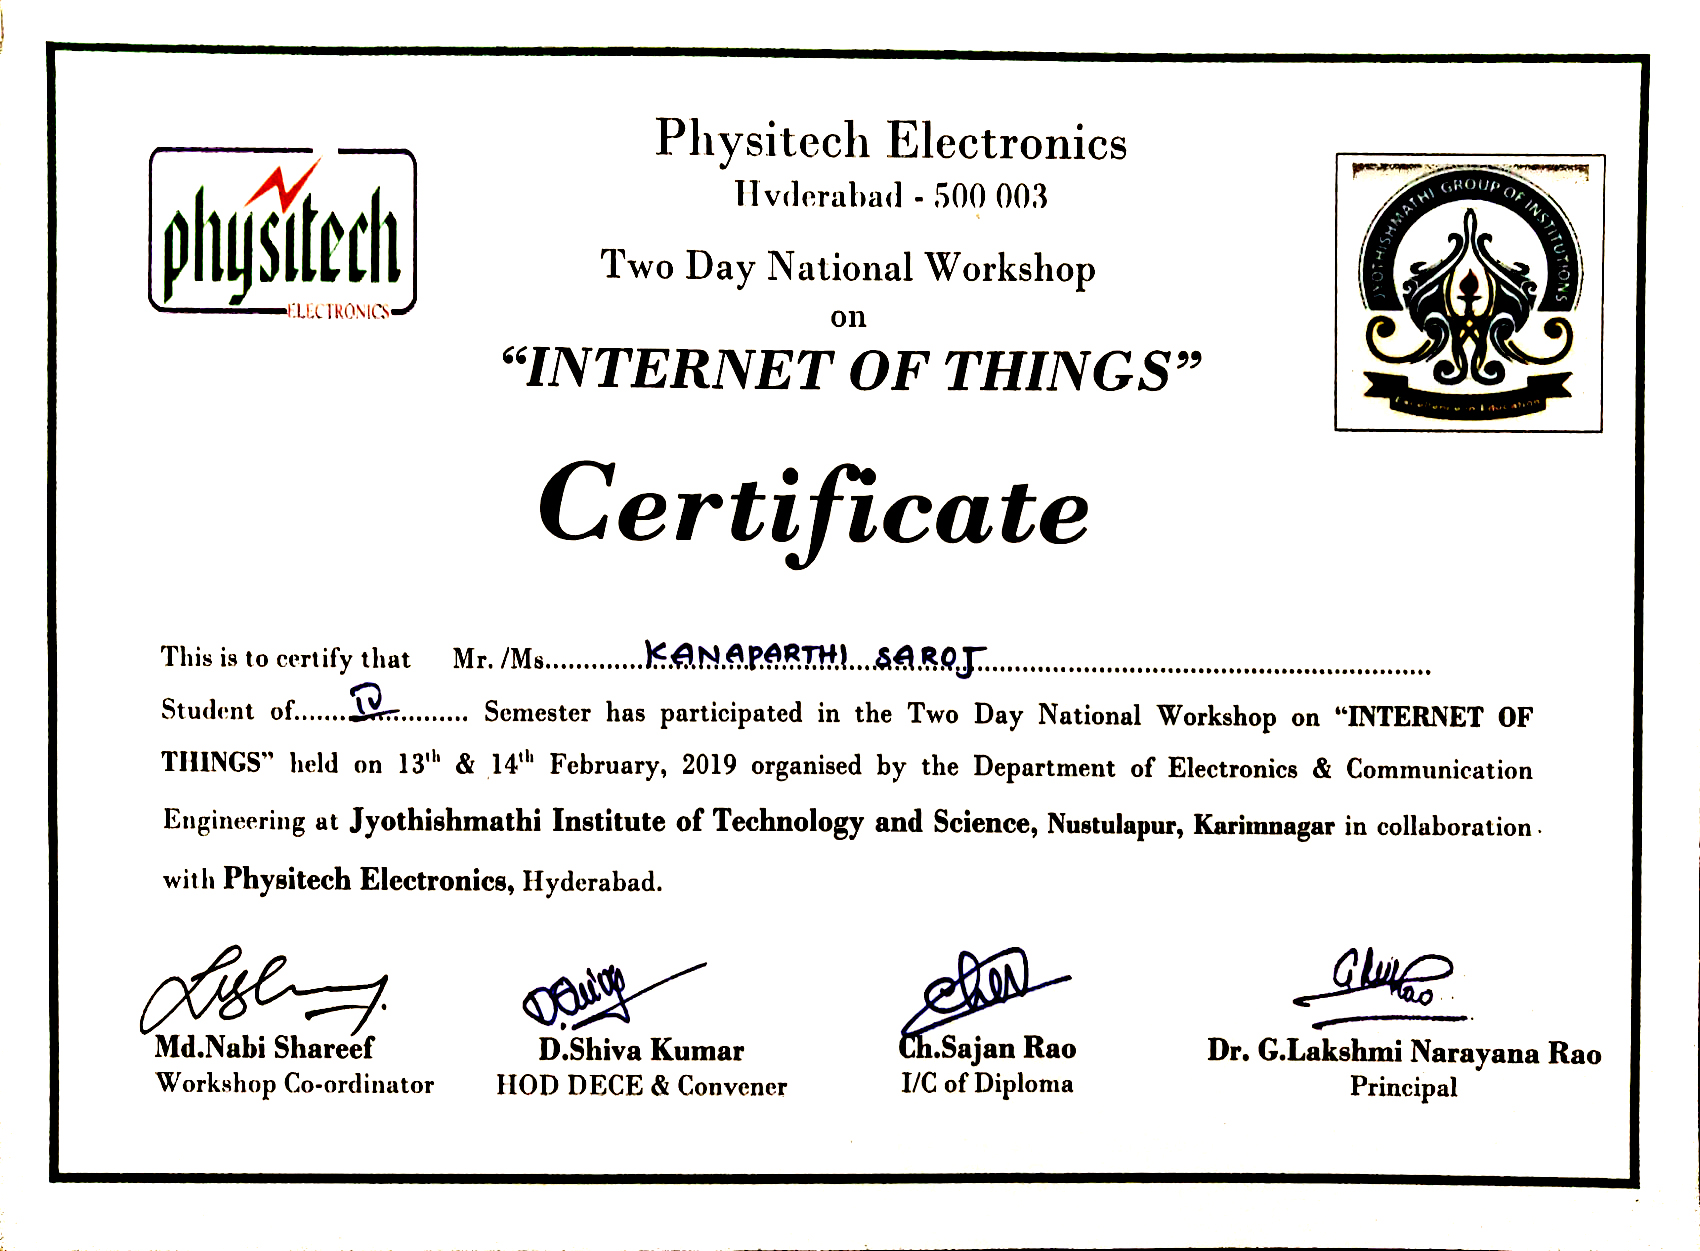 physitech
ELECTRONICS
Physitech Electronics
Hyderabad - 500 003
Two Day National Workshop
on
“INTERNET OF THINGS”
JYOTHISHMATHI GROUP OF INSTITUTIONS
Excellence in Education
Certificate
This is to certify that Mr. /Ms.............KANAPARTHI SAROJ................................
Student of.......IV........... Semester has participated in the Two Day National Workshop on “INTERNET OF
THINGS” held on 13th & 14th February, 2019 organised by the Department of Electronics & Communication
Engineering at Jyothishmathi Institute of Technology and Science, Nustulapur, Karimnagar in collaboration
with Physitech Electronics, Hyderabad.
Md.Nabi Shareef D.Shiva Kumar Ch.Sajan Rao Dr. G.Lakshmi Narayana Rao
Workshop Co-ordinator HOD DECE & Convener I/C of Diploma Principal